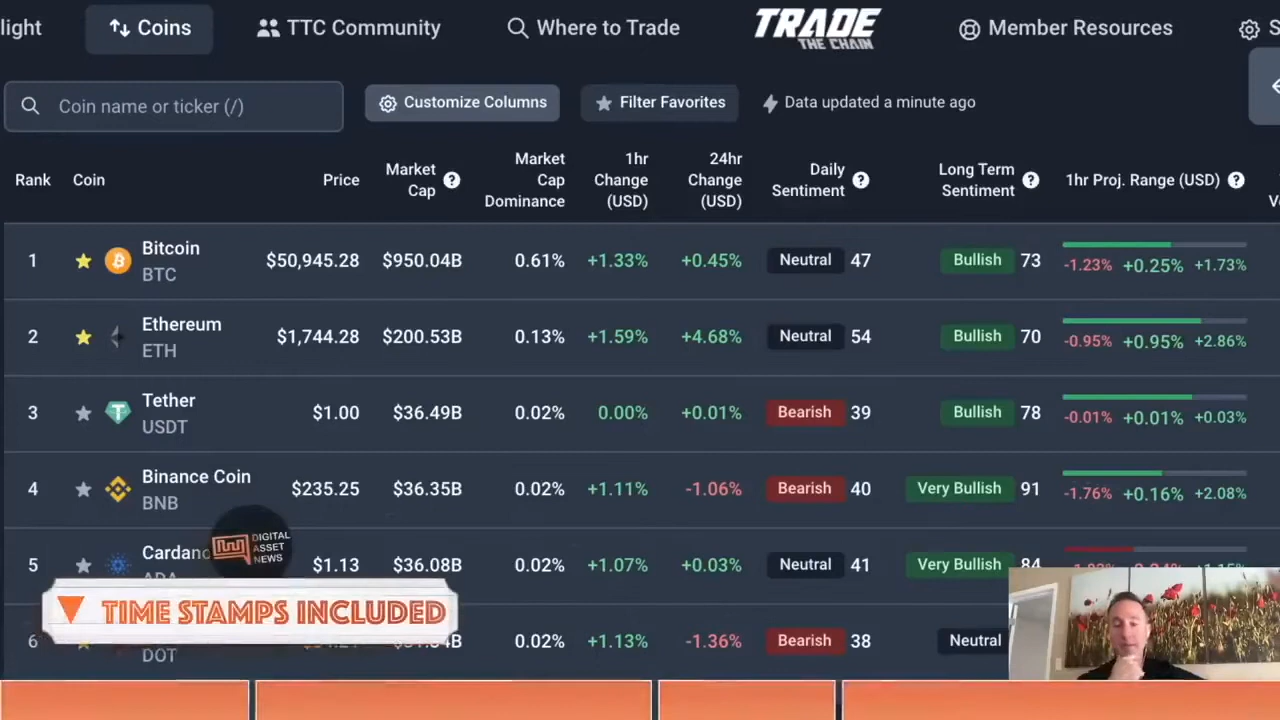 light
Coins
TTC Community
Where to Trade
TRADE
THE CHAIN
Member Resources
S
Coin name or ticker (/)
Customize Columns
Filter Favorites
Data updated a minute ago
Rank
Coin
Price
Market
Cap
Market
Cap
Dominance
1hr
Change
(USD)
24hr
Change
(USD)
Daily
Sentiment
Long Term
Sentiment
1hr Proj. Range (USD)
1
Bitcoin
BTC
$50,945.28
$950.04B
0.61%
+1.33%
+0.45%
Neutral 47
Bullish 73
-1.23% +0.25% +1.73%
2
Ethereum
ETH
$1,744.28
$200.53B
0.13%
+1.59%
+4.68%
Neutral 54
Bullish 70
-0.95% +0.95% +2.86%
3
Tether
USDT
$1.00
$36.49B
0.02%
0.00%
+0.01%
Bearish 39
Bullish 78
-0.01% +0.01% +0.03%
4
Binance Coin
BNB
$235.25
$36.35B
0.02%
+1.11%
-1.06%
Bearish 40
Very Bullish 91
-1.76% +0.16% +2.08%
5
Cardano
$1.13
$36.08B
0.02%
+1.07%
+0.03%
Neutral 41
Very Bullish 84
DIGITAL
ASSET
NEWS
TIME STAMPS INCLUDED
6
DOT
0.02%
+1.13%
-1.36%
Bearish 38
Neutral